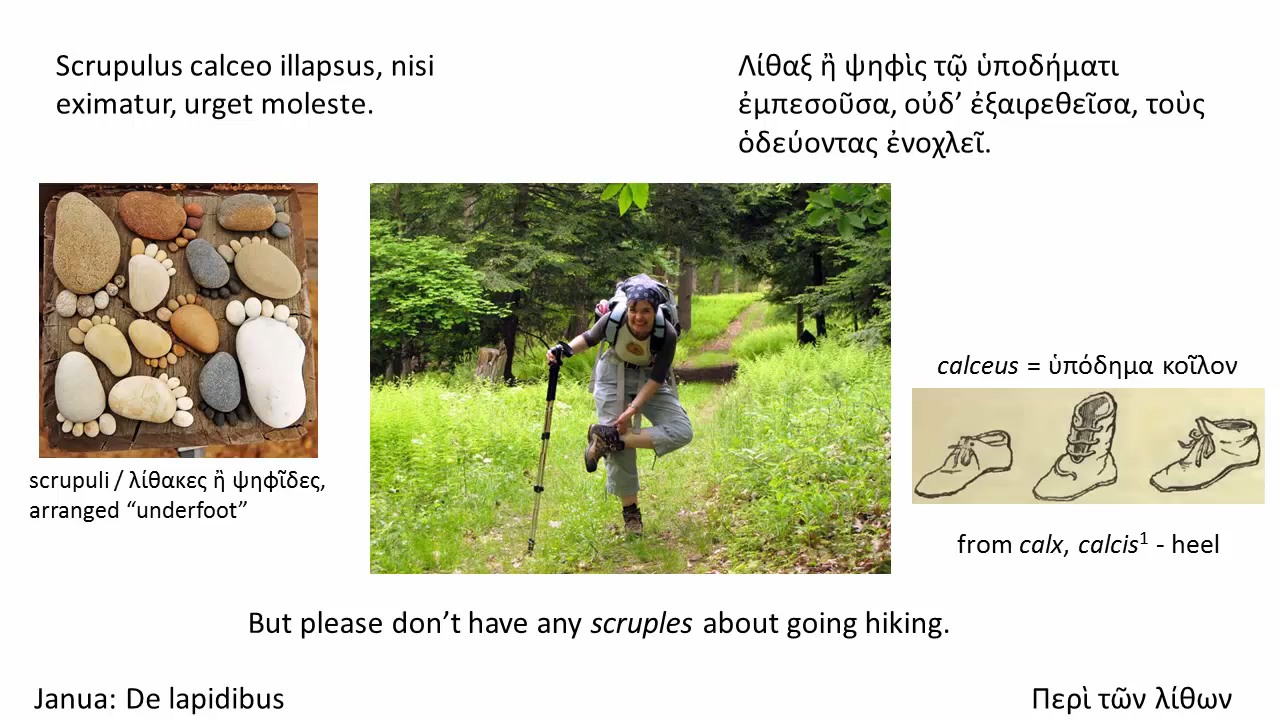 Scrupulus calceo illapsus, nisi
eximatur, urget moleste.
Λίθαξ ἢ ψηφὶς τῷ ὑποδήματι
ἐμπεσοῦσα, οὐδ’ ἐξαιρεθεῖσα, τοὺς
ὁδεύοντας ἐνοχλεῖ.
calceus = ὑπόδημα κοῖλον
scrupuli / λίθακες ἢ ψηφῖδες,
arranged “underfoot”
from calx, calcis1 - heel
But please don’t have any scruples about going hiking.
Janua: De lapidibus
Περὶ τῶν λίθων